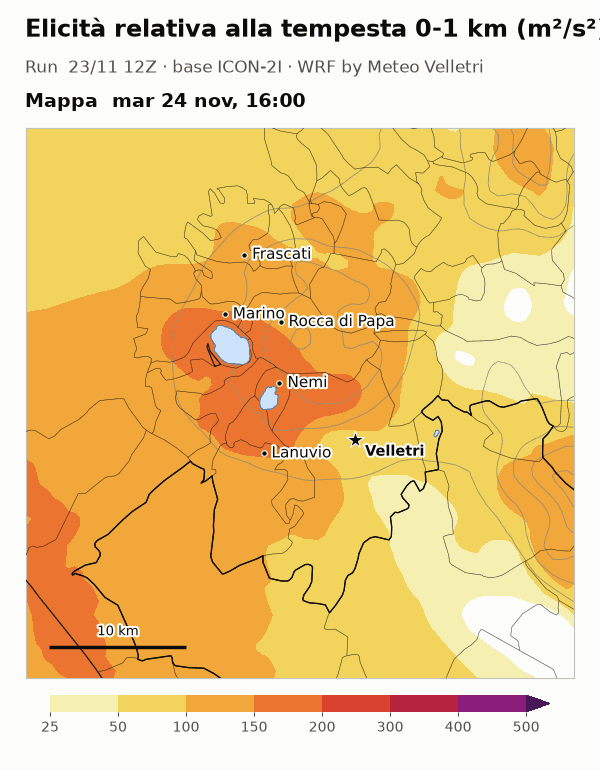 Elicità relativa alla tempesta 0-1 km (m²/s²)
Run  23/11 12Z · base ICON-2I · WRF by Meteo Velletri
Mappa  mar 24 nov, 16:00
Frascati
Marino
Rocca di Papa
Nemi
Velletri
Lanuvio
10 km
25 50 100 150 200 300 400 500